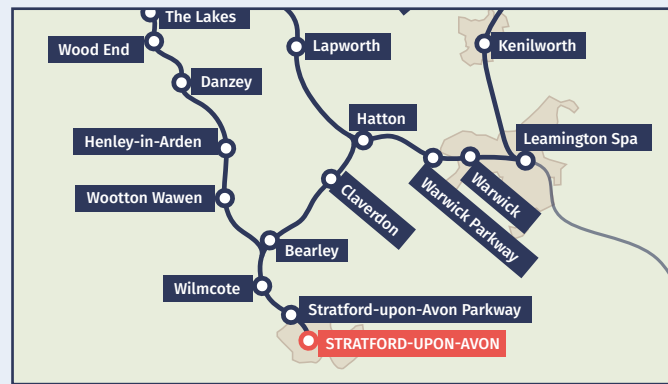 The Lakes
Wood End
Lapworth
Kenilworth
Danzey
Hatton
Henley-in-Arden
Leamington Spa
Warwick
Warwick Parkway
Wootton Wawen
Claverdon
Bearley
Wilmcote
Stratford-upon-Avon Parkway
STRATFORD-UPON-AVON